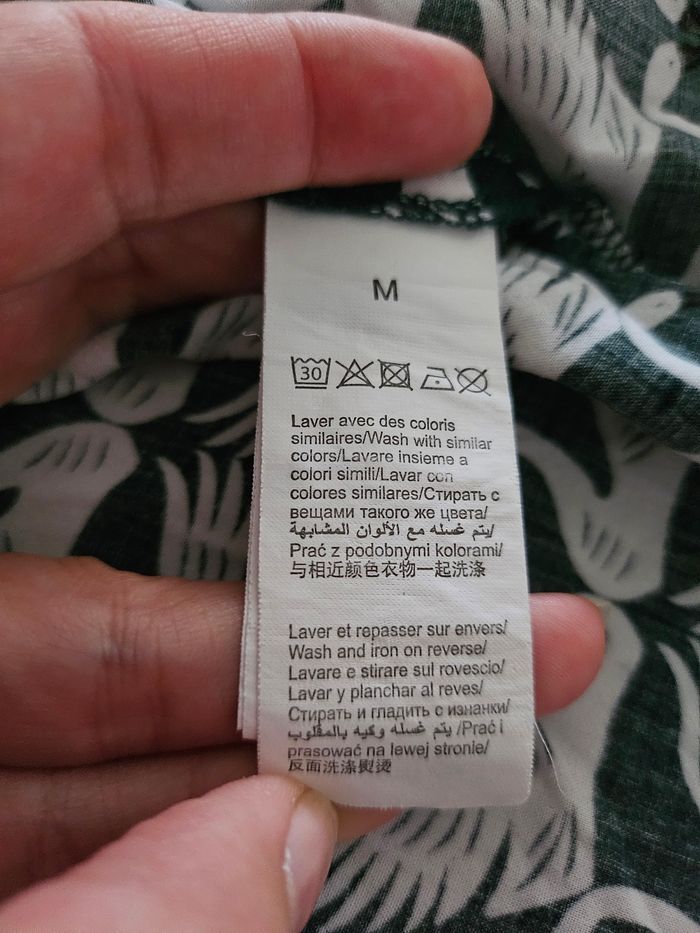 M
30
Laver avec des coloris
similaires/Wash with similar
colors/Lavare insieme a
colori simili/Lavar con
colores similares/Стирать с
вещами такого же цвета/
يتم غسله مع الألوان المشابهة/
Prać z podobnymi kolorami/
与相近颜色衣物一起洗涤
Laver et repasser sur envers/
Wash and iron on reverse/
Lavare e stirare sul rovescio/
Lavar y planchar al reves/
Стирать и гладить с изнанки/
يتم غسله وكيه بالمقلوب /Prać i
prasować na lewej stronie/
反面洗涤熨烫